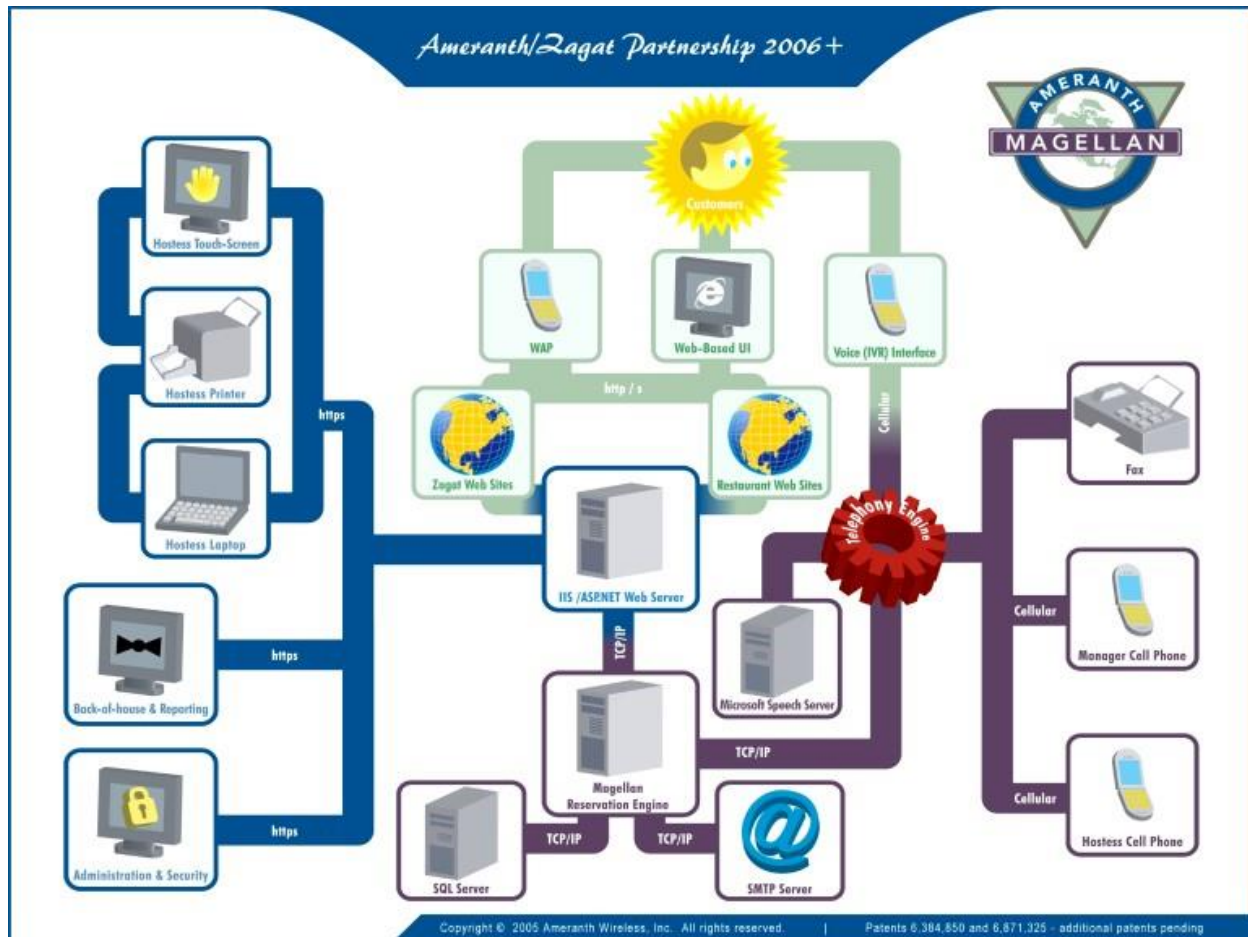 Ameranth/Zagat Partnership 2006+
AMERANTH
MAGELLAN
Customers
Hostess Touch-Screen
Hostess Printer
https
Hostess Laptop
WAP
Web-Based UI
Voice (IVR) Interface
http / s
Cellular
Zagat Web Sites
Restaurant Web Sites
Fax
Telephony Engine
IIS /ASP.NET Web Server
TCP/IP
Cellular
Manager Cell Phone
https
Back-of-house & Reporting
Microsoft Speech Server
TCP/IP
Magellan
Reservation Engine
Cellular
Hostess Cell Phone
https
Administration & Security
TCP/IP
TCP/IP
SQL Server
SMTP Server
Copyright © 2005 Ameranth Wireless, Inc. All rights reserved. | Patents 6,384,850 and 6,871,325 - additional patents pending